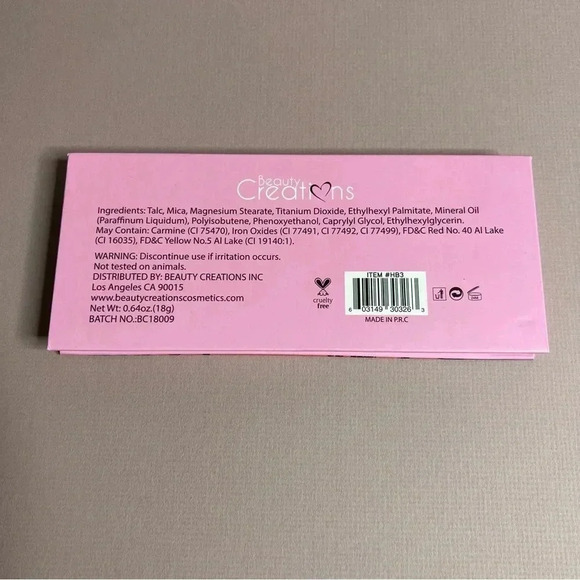 Beauty
Creations
Ingredients: Talc, Mica, Magnesium Stearate, Titanium Dioxide, Ethylhexyl Palmitate, Mineral Oil
(Paraffinum Liquidum), Polyisobutene, Phenoxyethanol, Caprylyl Glycol, Ethylhexylglycerin.
May Contain: Carmine (CI 75470), Iron Oxides (CI 77491, CI 77492, CI 77499), FD&C Red No. 40 Al Lake
(CI 16035), FD&C Yellow No.5 Al Lake (CI 19140:1).
WARNING: Discontinue use if irritation occurs.
Not tested on animals.
DISTRIBUTED BY: BEAUTY CREATIONS INC
Los Angeles CA 90015
www.beautycreationscosmetics.com
Net Wt: 0.64oz.(18g)
BATCH NO.:BC18009
cruelty
free
ITEM #HB3
6 03149 30326 3
MADE IN P.R.C